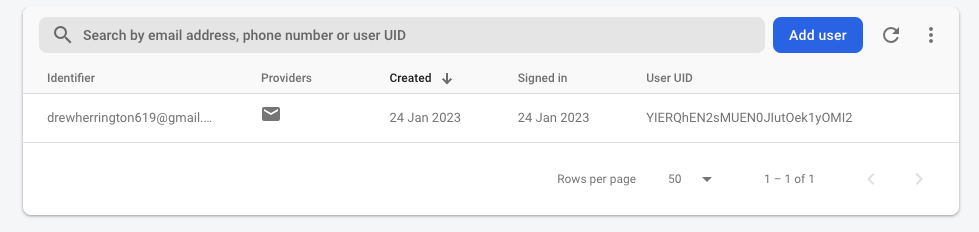 Search by email address, phone number or user UID
Add user
Identifier Providers Created Signed in User UID
drewherrington619@gmail.... 24 Jan 2023 24 Jan 2023 YIERQhEN2sMUEN0JIutOek1yOMI2
Rows per page 50 1 – 1 of 1